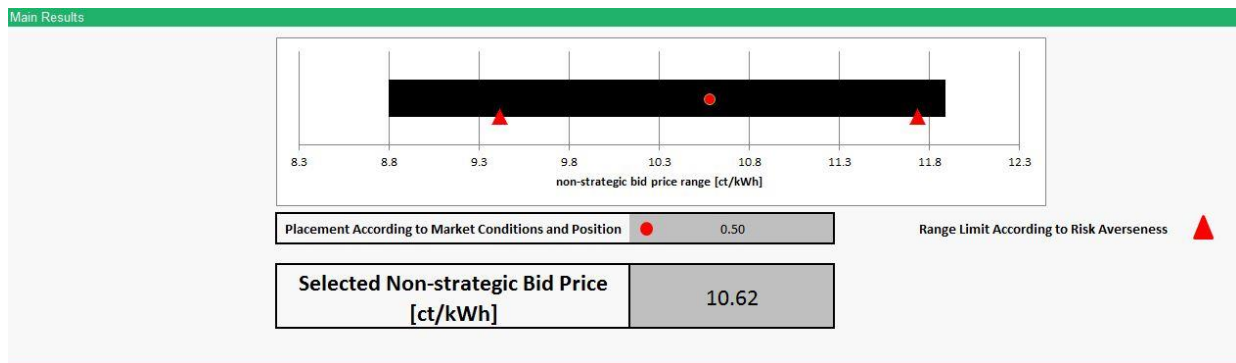 Main Results
8.3 8.8 9.3 9.8 10.3 10.8 11.3 11.8 12.3
non-strategic bid price range [ct/kWh]
Placement According to Market Conditions and Position 0.50 Range Limit According to Risk Averseness
Selected Non-strategic Bid Price
[ct/kWh]
10.62